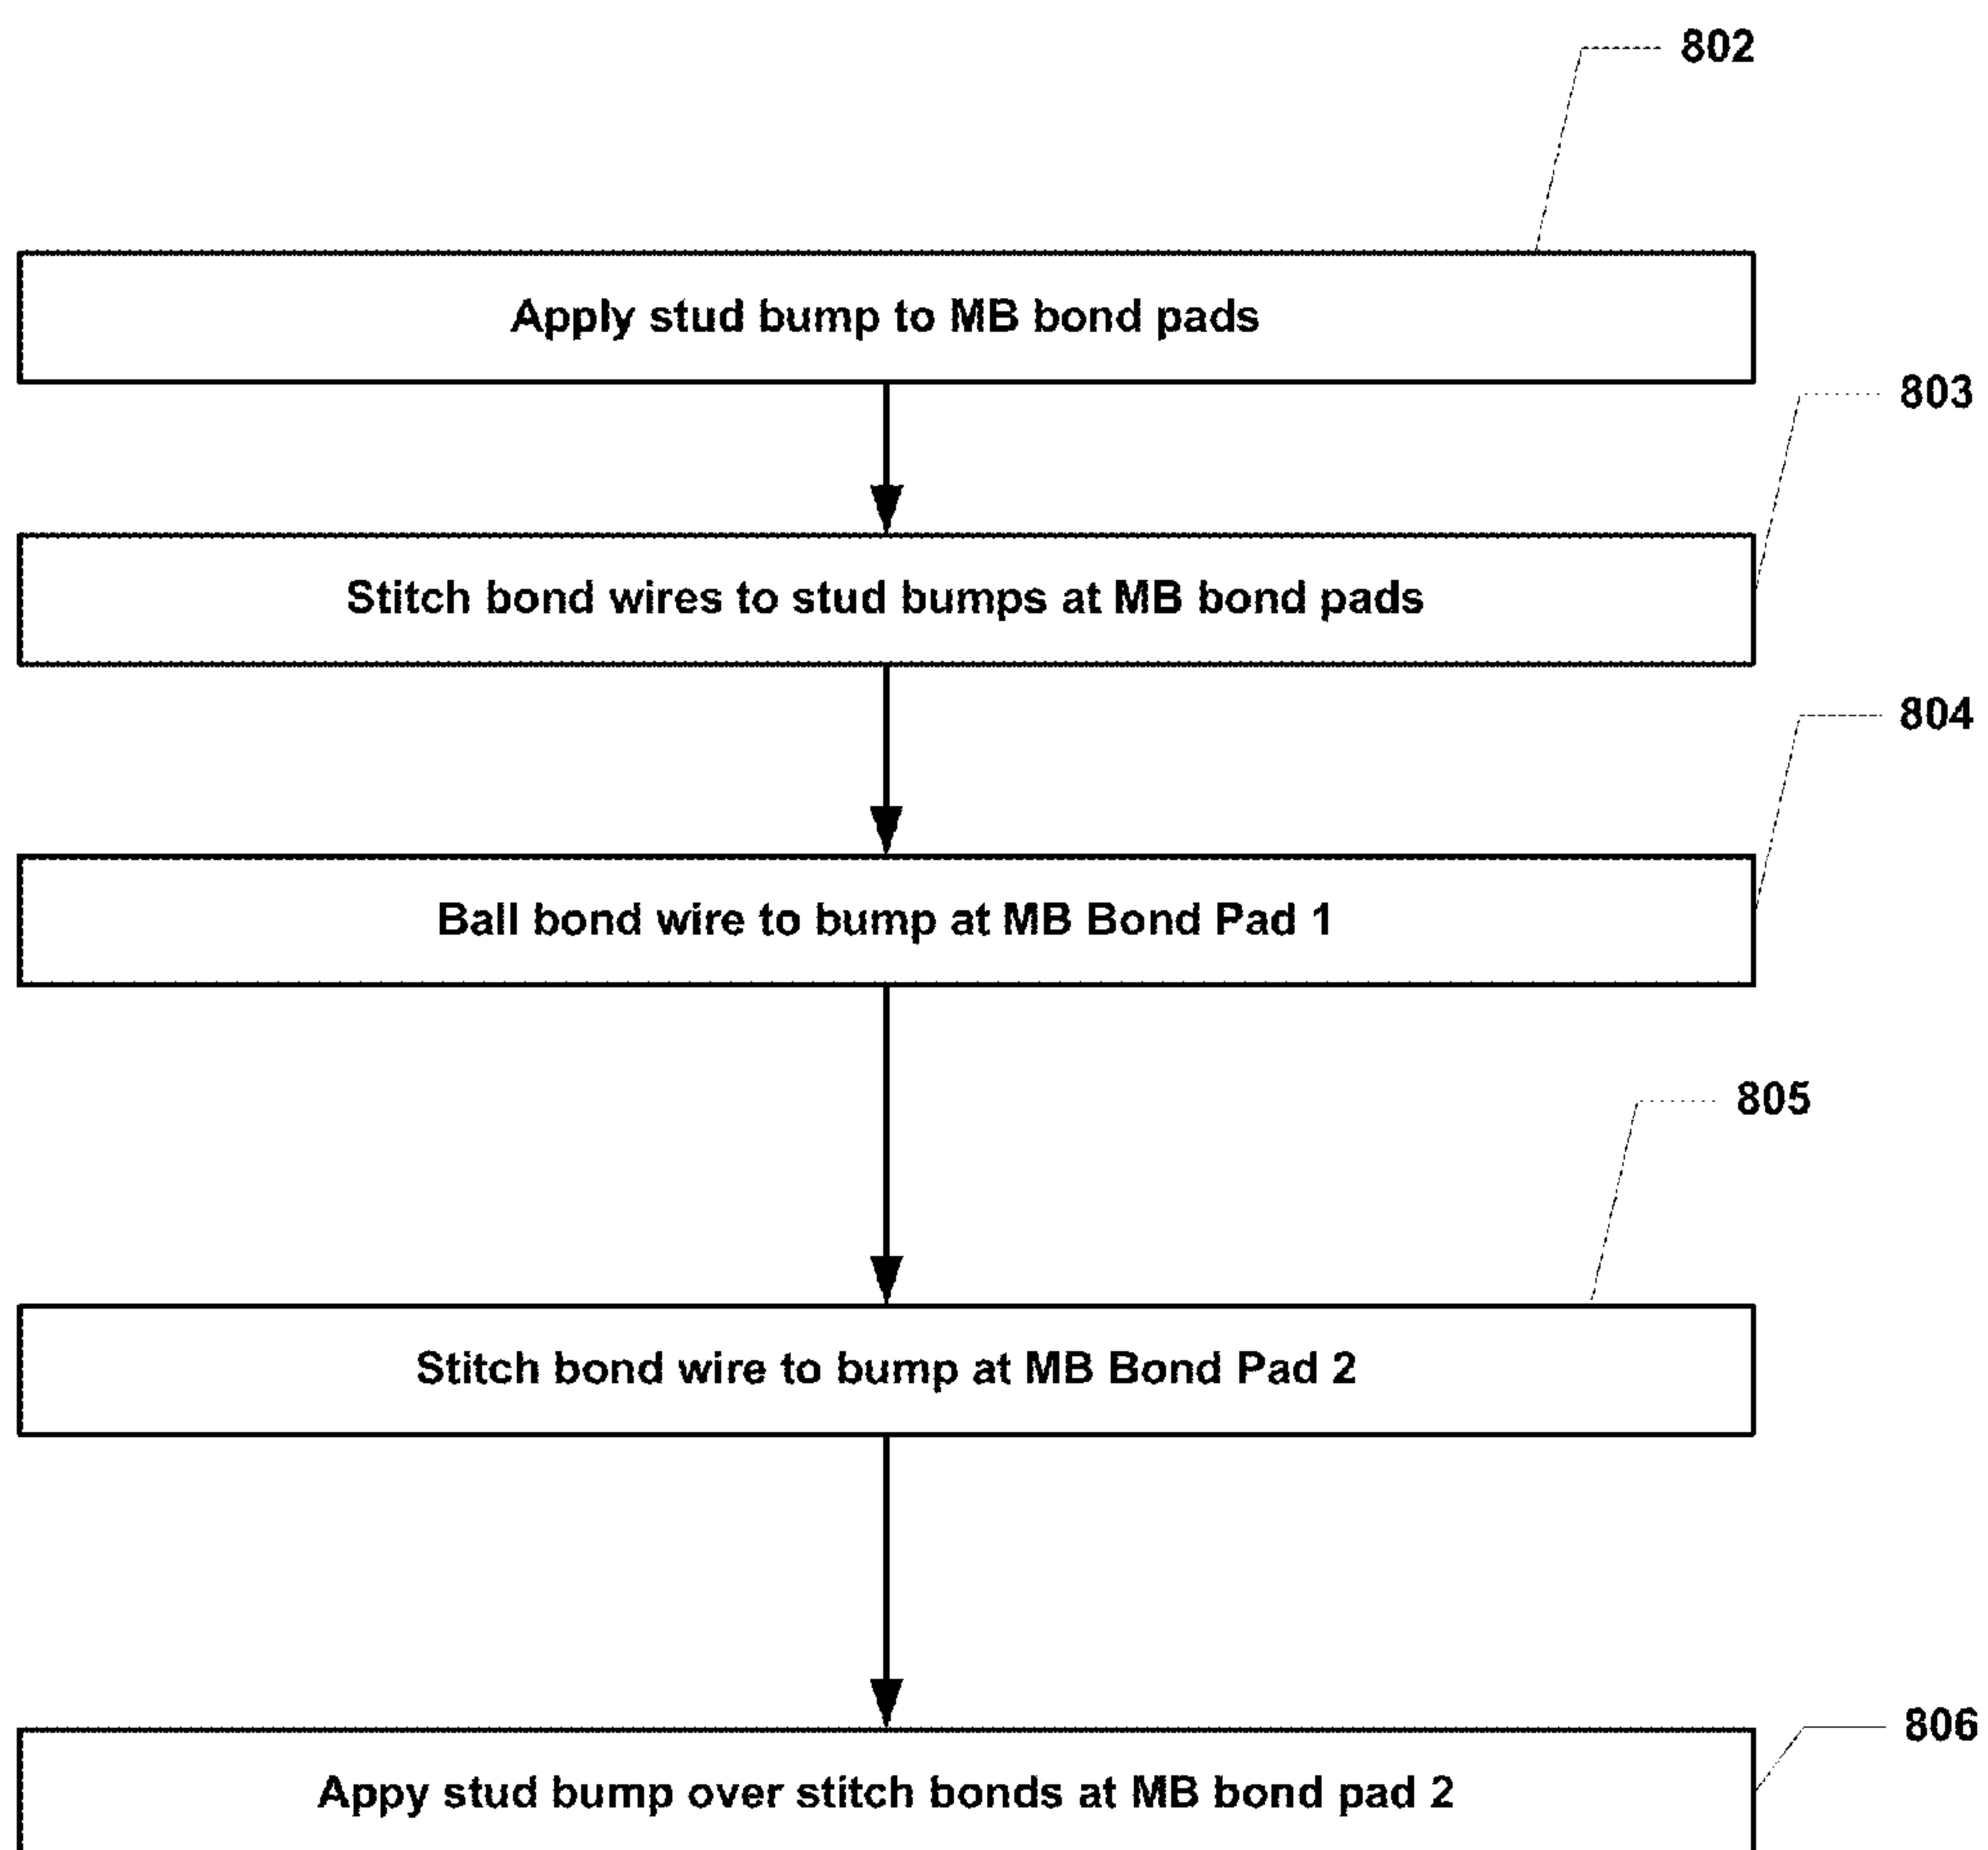 802
Apply stud bump to MB bond pads
803
Stitch bond wires to stud bumps at MB bond pads
804
Ball bond wire to bump at MB Bond Pad 1
805
Stitch bond wire to bump at MB Bond Pad 2
806
Appy stud bump over stitch bonds at MB bond pad 2